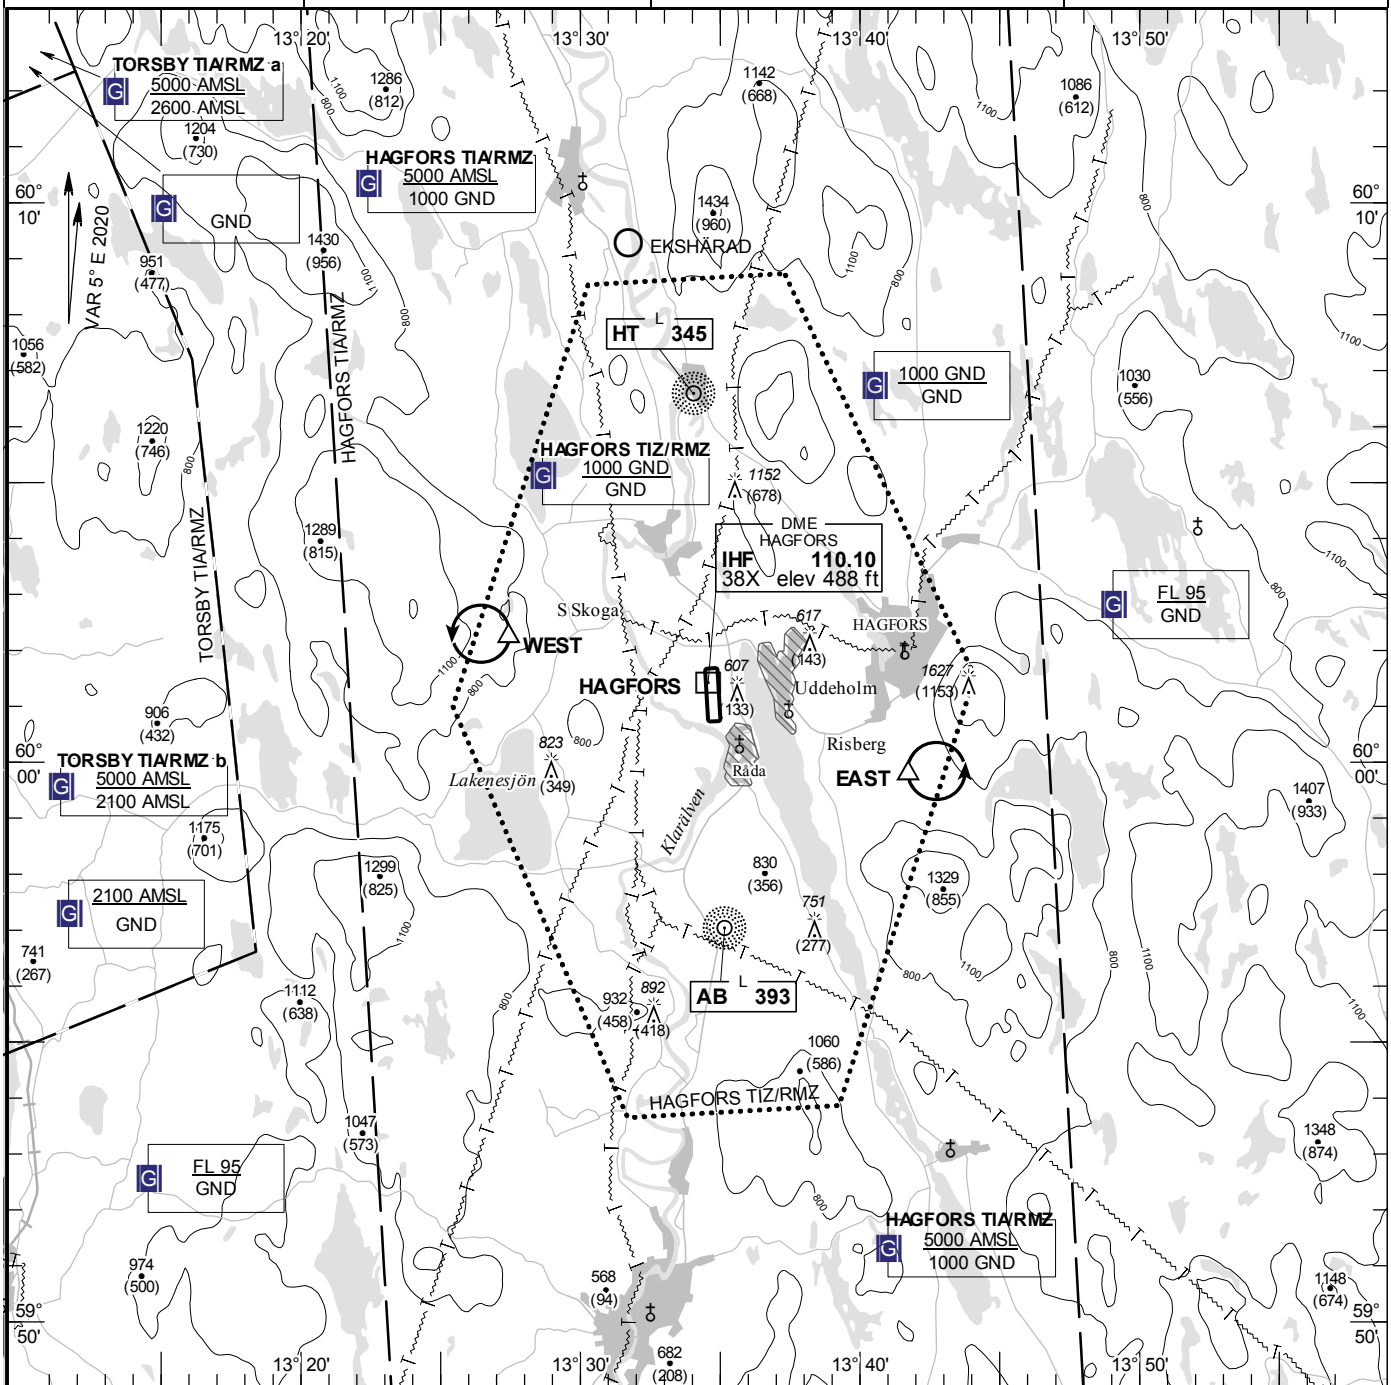 13° 20'
13° 30'
13° 40'
13° 50'
TORSBY TIA/RMZ a
G
5000 AMSL
2600 AMSL
1204
(730)
1286
(812)
1142
(668)
1086
(612)
HAGFORS TIA/RMZ
G
5000 AMSL
1000 GND
60°
10'
G
GND
VAR 5° E 2020
951
(477)
1430
(956)
1434
(960)
EKSHÄRAD
60°
10'
1056
(582)
HAGFORS TIA/RMZ
L
HT 345
G
1000 GND
GND
1030
(556)
1220
(746)
HAGFORS TIZ/RMZ
G
1000 GND
GND
1152
(678)
1289
(815)
TORSBY TIA/RMZ
DME
HAGFORS
IHF 110.10
38X elev 488 ft
G
FL 95
GND
S Skoga
617
(143)
HAGFORS
WEST
HAGFORS
607
(133)
Uddeholm
1627
(1153)
906
(432)
823
(349)
Risberg
60°
00'
TORSBY TIA/RMZ b
G
5000 AMSL
2100 AMSL
Lakenesjön
Råda
EAST
60°
00'
1407
(933)
1175
(701)
Klarälven
1299
(825)
830
(356)
1329
(855)
G
2100 AMSL
GND
751
(277)
741
(267)
1112
(638)
932
(458)
892
(418)
L
AB 393
1060
(586)
HAGFORS TIZ/RMZ
1047
(573)
1348
(874)
G
FL 95
GND
HAGFORS TIA/RMZ
G
5000 AMSL
1000 GND
974
(500)
568
(94)
1148
(674)
59°
50'
59°
50'
682
(208)
13° 20'
13° 30'
13° 40'
13° 50'